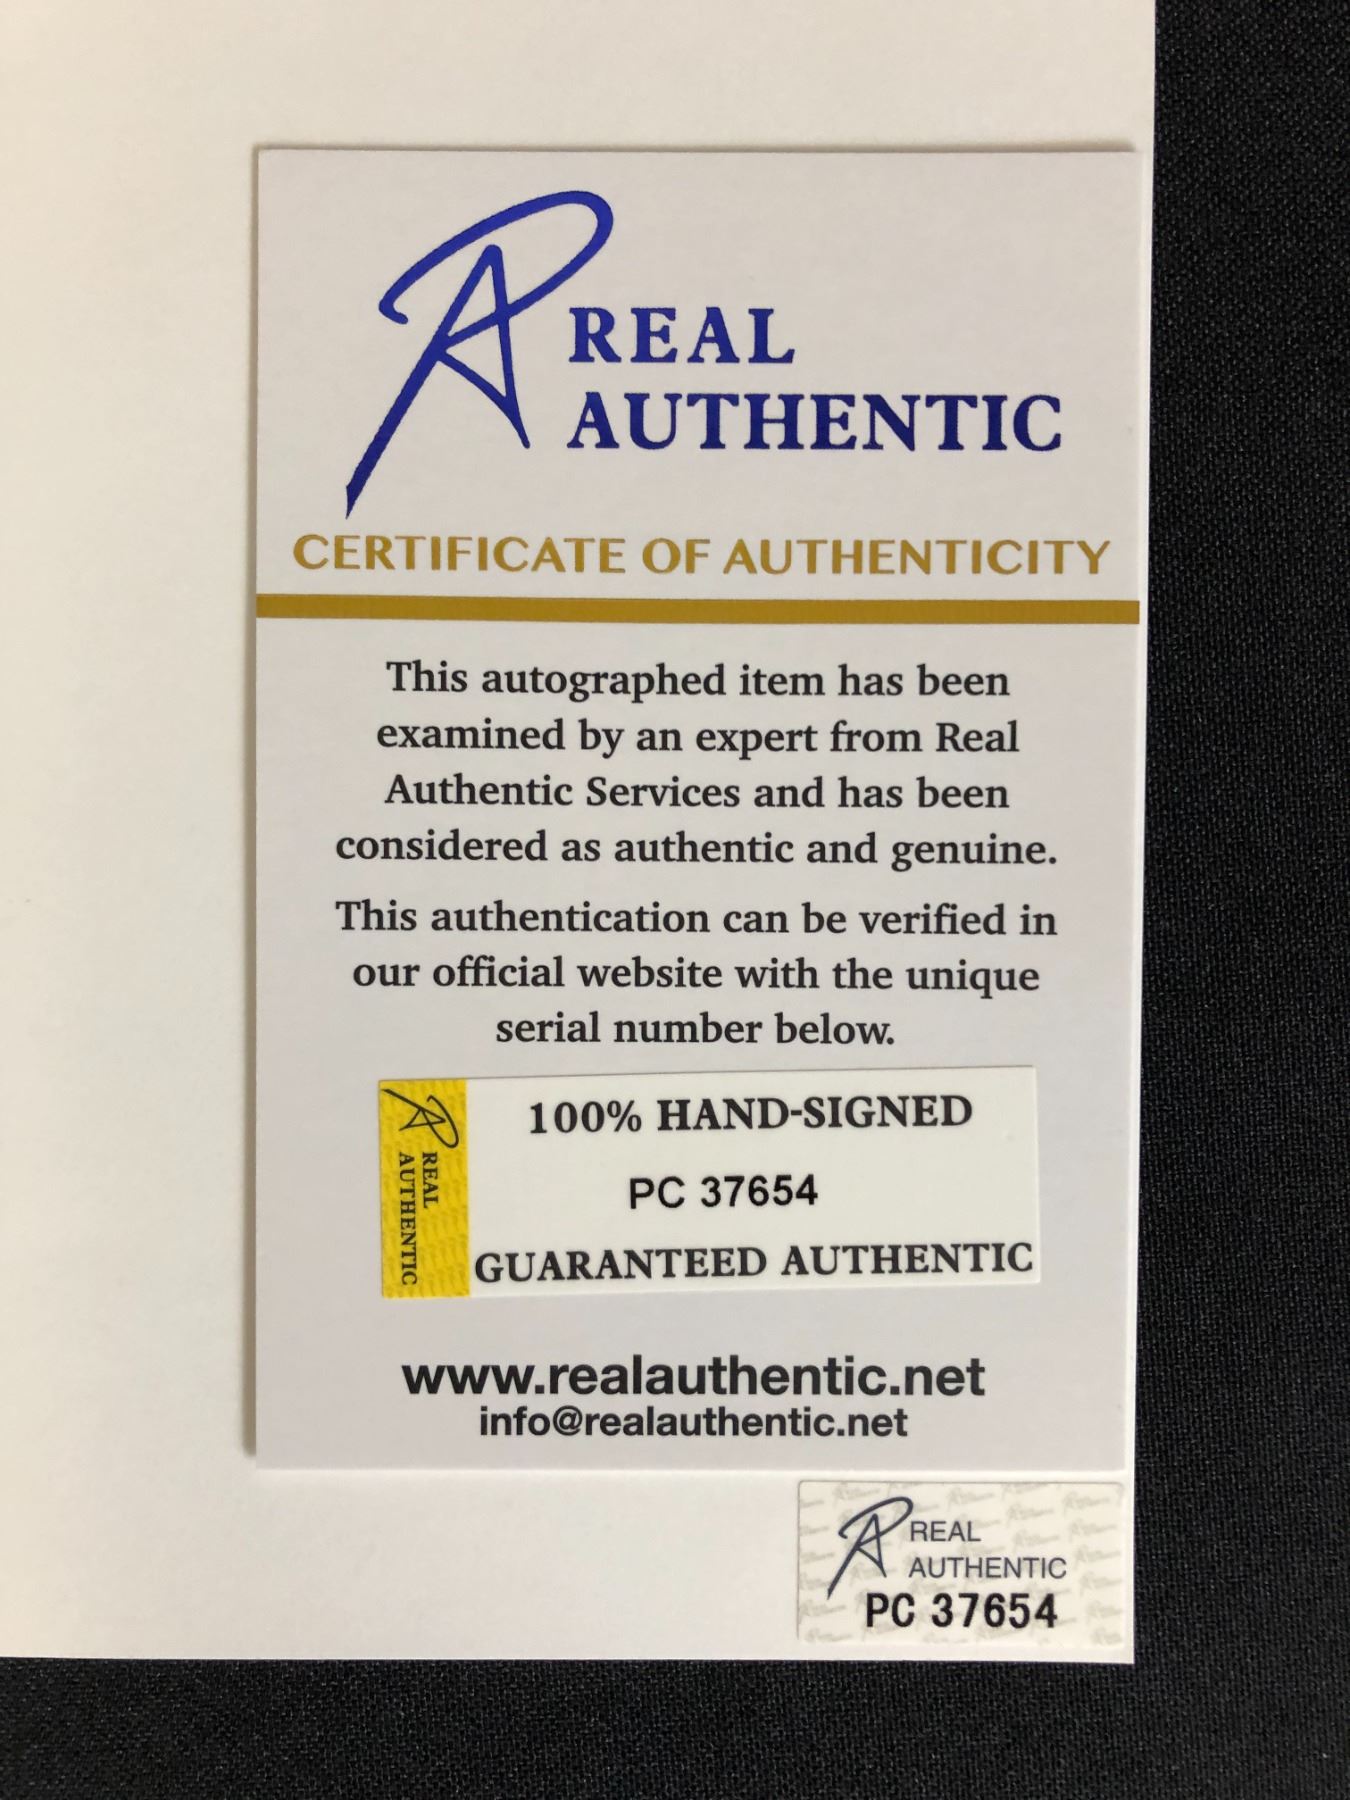 REAL
AUTHENTIC
CERTIFICATE OF AUTHENTICITY
This autographed item has been
examined by an expert from Real
Authentic Services and has been
considered as authentic and genuine.
This authentication can be verified in
our official website with the unique
serial number below.
REAL
AUTHENTIC
100% HAND-SIGNED
PC 37654
GUARANTEED AUTHENTIC
www.realauthentic.net
info@realauthentic.net
REAL
AUTHENTIC
PC 37654